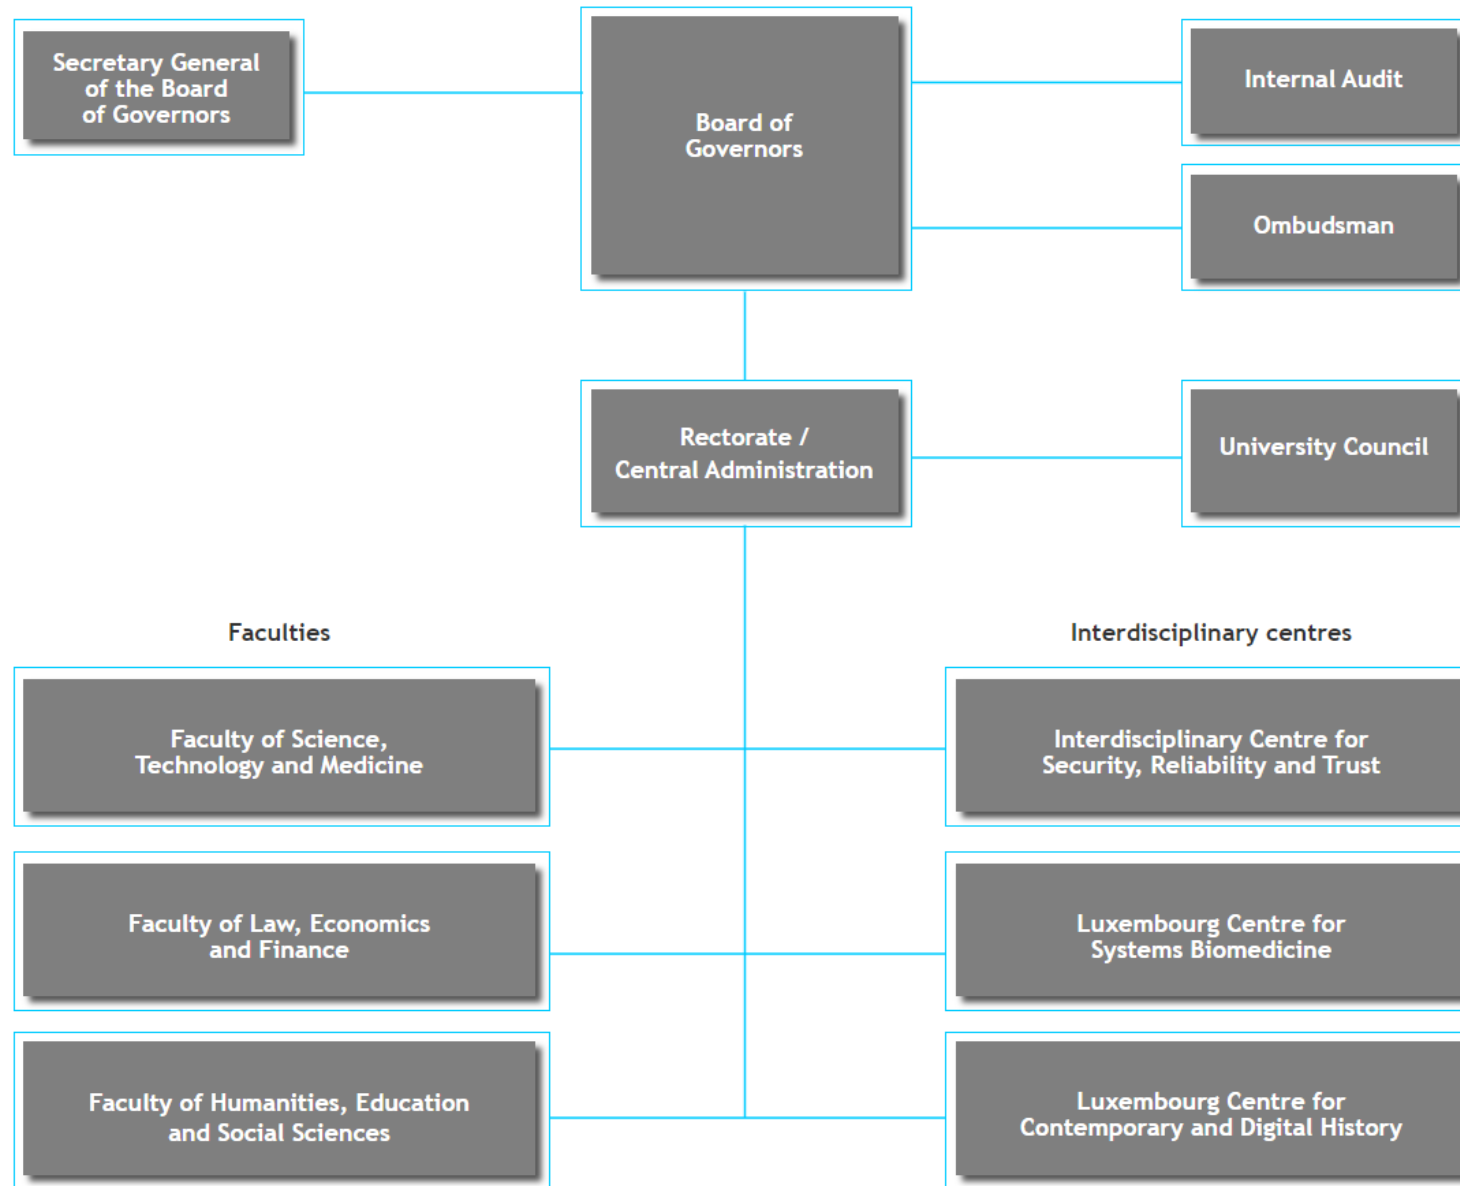 Secretary General
of the Board
of Governors
Board of
Governors
Internal Audit
Ombudsman
Rectorate /
Central Administration
University Council
Faculties
Interdisciplinary centres
Faculty of Science,
Technology and Medicine
Interdisciplinary Centre for
Security, Reliability and Trust
Faculty of Law, Economics
and Finance
Luxembourg Centre for
Systems Biomedicine
Faculty of Humanities, Education
and Social Sciences
Luxembourg Centre for
Contemporary and Digital History